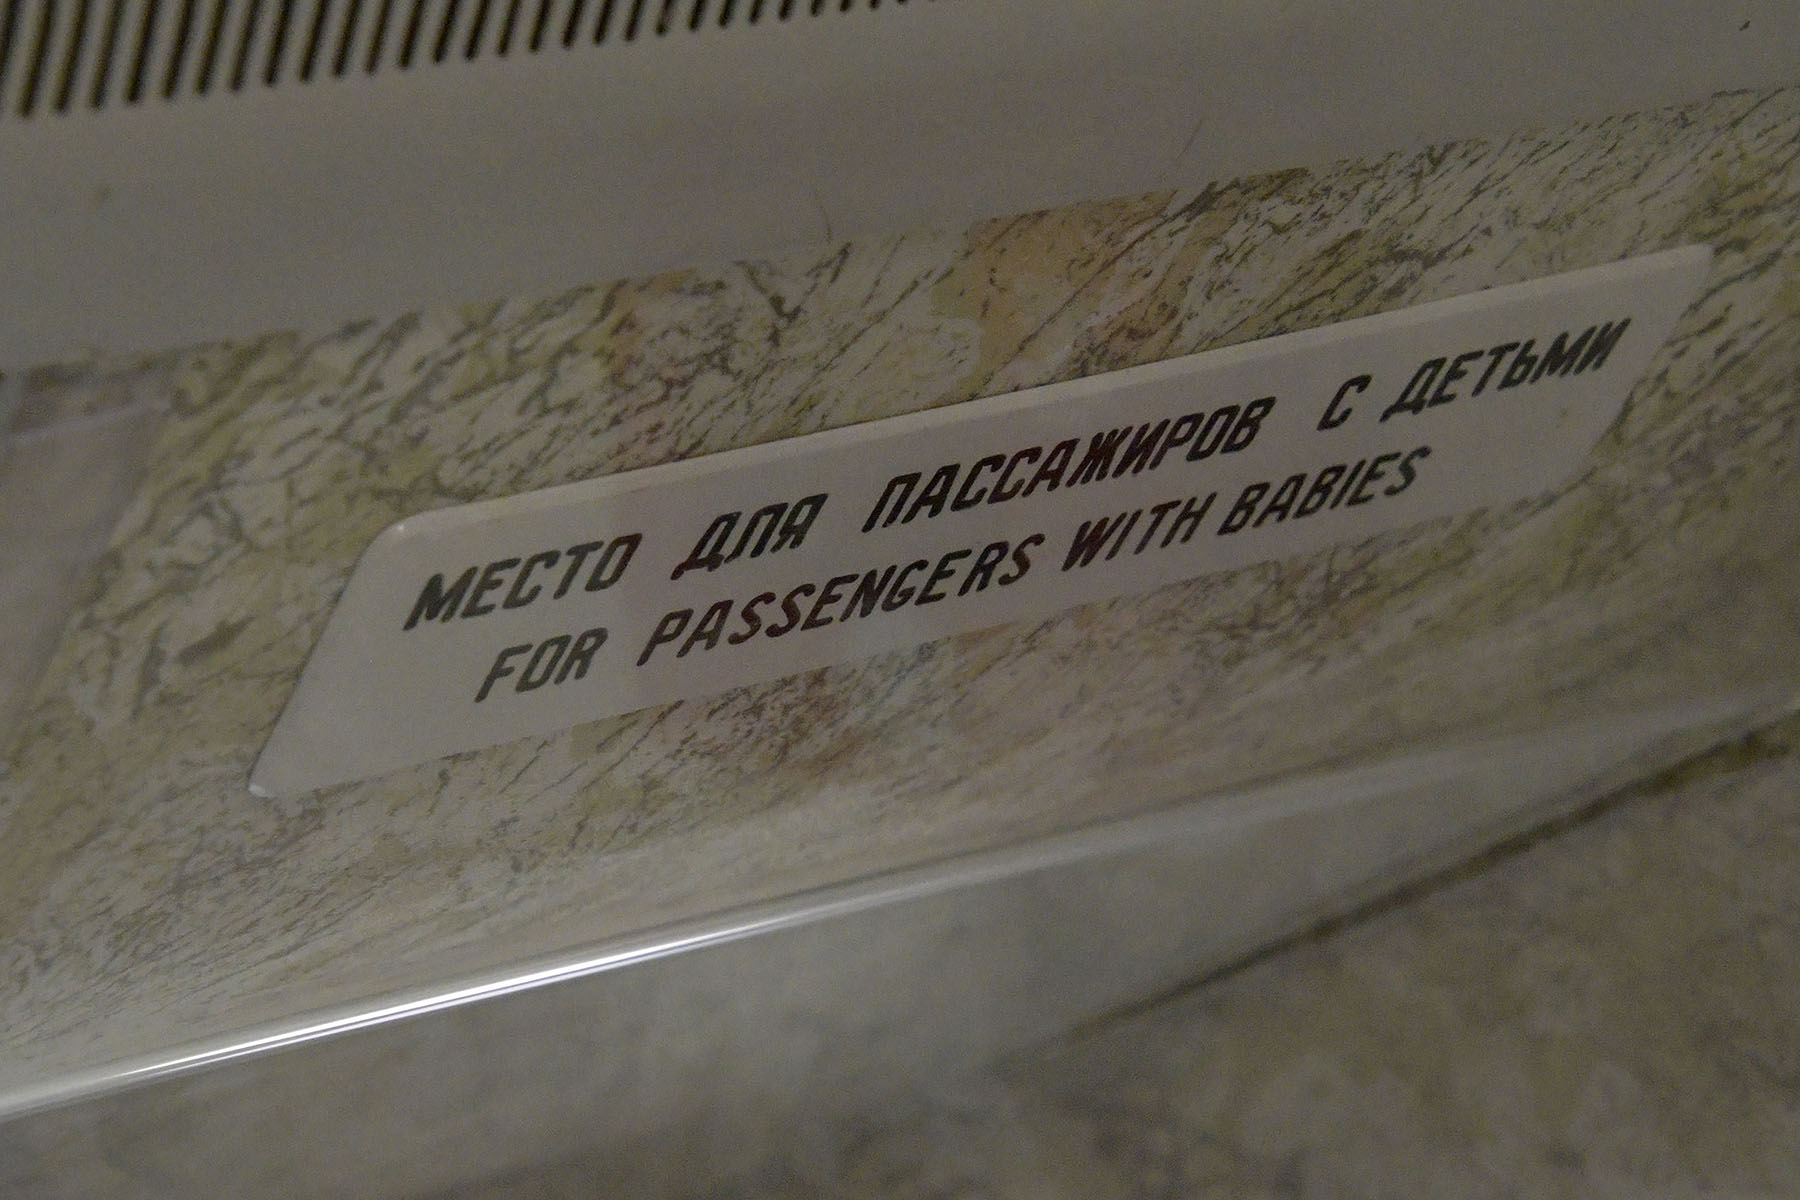 МЕСТО ДЛЯ ПАССАЖИРОВ С ДЕТЬМИ
FOR PASSENGERS WITH BABIES